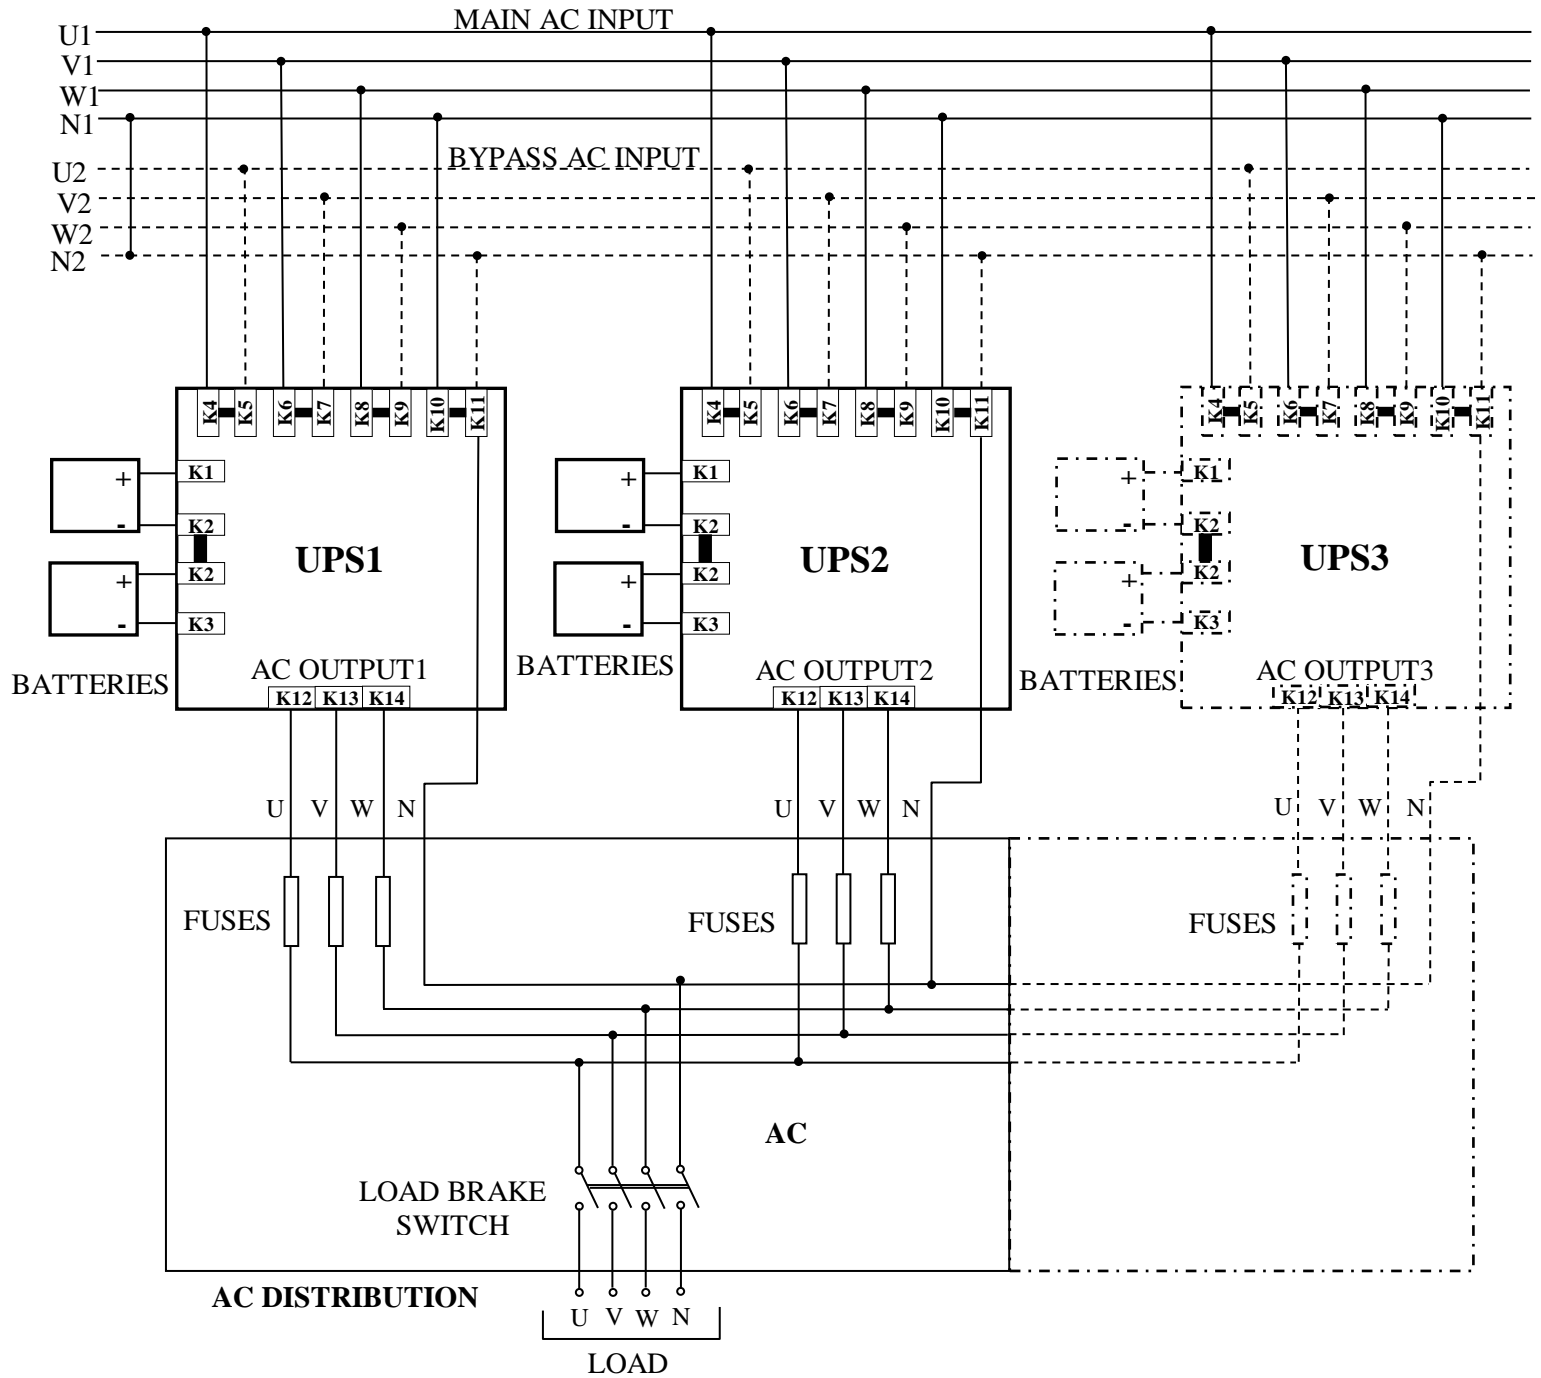 MAIN AC INPUT
U1
V1
W1
N1
BYPASS AC INPUT
U2
V2
W2
N2
K4 K5 K6 K7 K8 K9 K10 K11
K4 K5 K6 K7 K8 K9 K10 K11
K4 K5 K6 K7 K8 K9 K10 K11
+ K1
- K2
UPS1
+ K2
- K3
BATTERIES
AC OUTPUT1
K12 K13 K14
+ K1
- K2
UPS2
+ K2
- K3
BATTERIES
AC OUTPUT2
K12 K13 K14
+ K1
- K2
UPS3
+ K2
- K3
BATTERIES
AC OUTPUT3
K12 K13 K14
U V W N
U V W N
U V W N
FUSES
FUSES
FUSES
AC
LOAD BRAKE
SWITCH
AC DISTRIBUTION
U V W N
LOAD